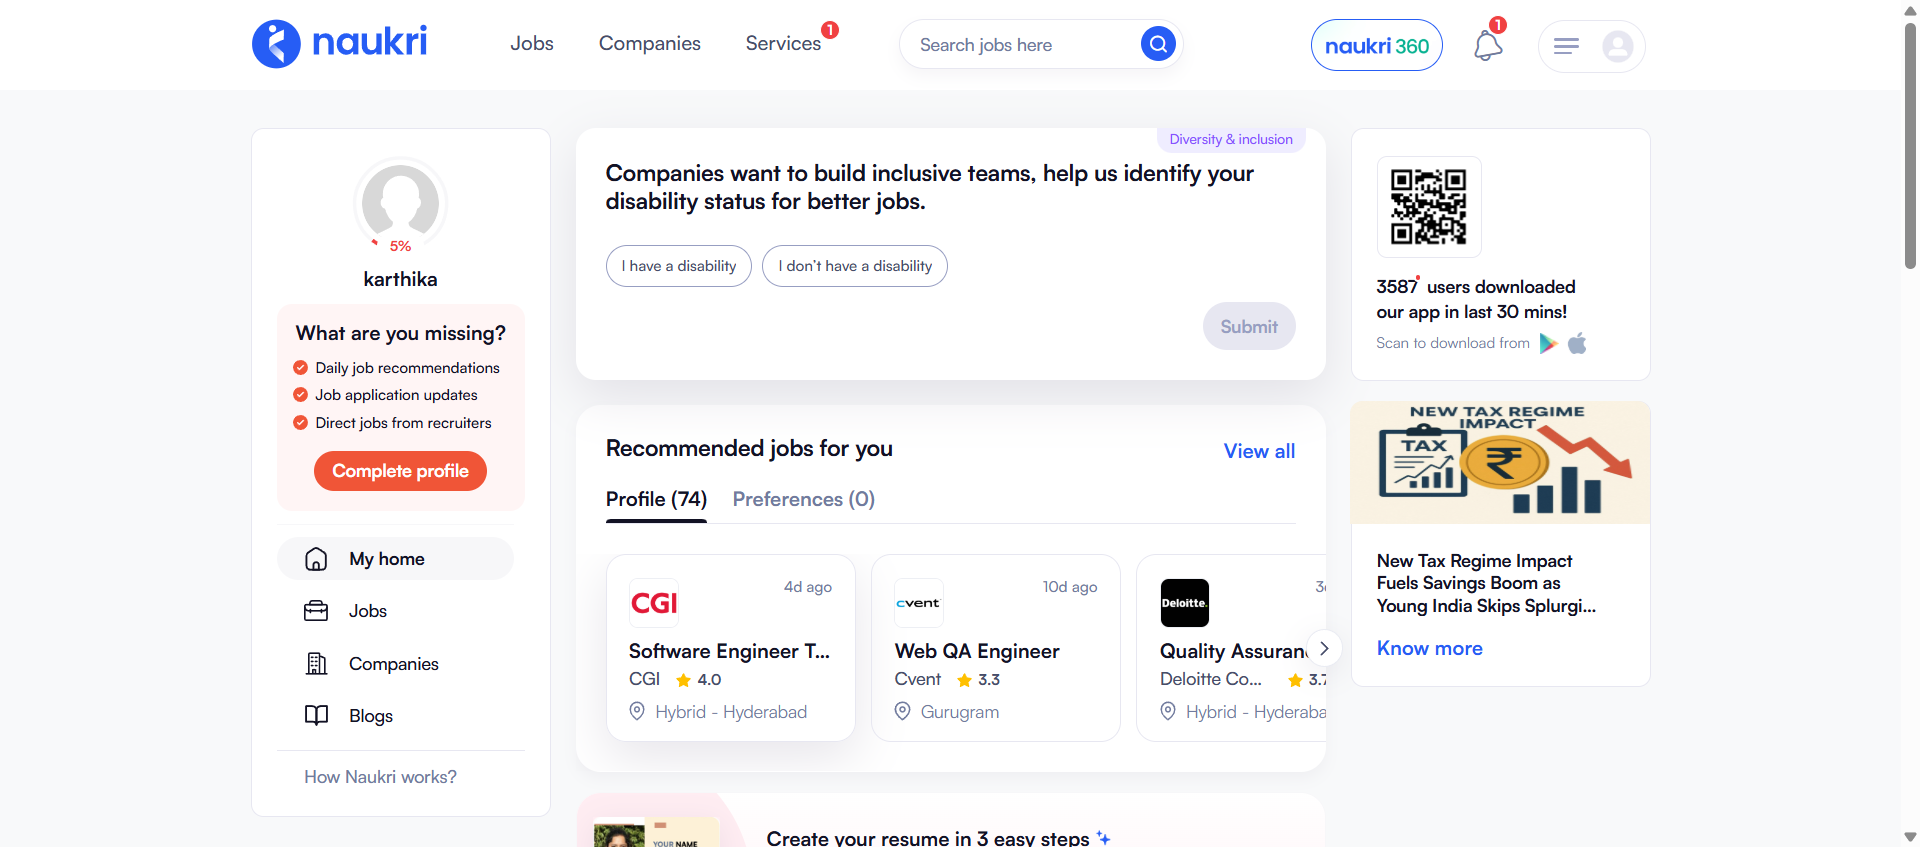 naukri
Jobs
Companies
Services
1
Search jobs here
naukri 360
1
5%
karthika
What are you missing?
Daily job recommendations
Job application updates
Direct jobs from recruiters
Complete profile
My home
Jobs
Companies
Blogs
How Naukri works?
Diversity & inclusion
Companies want to build inclusive teams, help us identify your
disability status for better jobs.
I have a disability
I don't have a disability
Submit
Recommended jobs for you
View all
Profile (74)
Preferences (0)
CGI
4d ago
Software Engineer T...
CGI
4.0
Hybrid - Hyderabad
cvent
10d ago
Web QA Engineer
Cvent
3.3
Gurugram
Deloitte.
Quality Assuran
Deloitte Co...
3.7
Hybrid - Hyderaba
YOUR NAME
Create your resume in 3 easy steps
3587 users downloaded
our app in last 30 mins!
Scan to download from
NEW TAX REGIME
IMPACT
TAX
₹
New Tax Regime Impact
Fuels Savings Boom as
Young India Skips Splurgi...
Know more